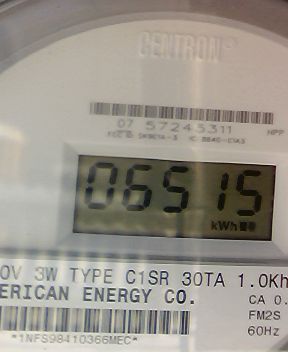 CENTRON®
07 57245311
06515
kWh
0V 3W TYPE C1SR 30TA 1.0Kh
ERICAN ENERGY CO.
CA 0.
FM2S
60Hz
*1NFS98410366MEC*